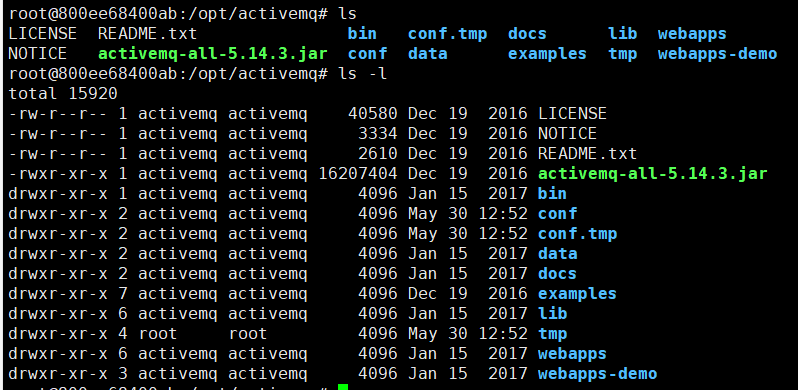 root@800ee68400ab:/opt/activemq# ls
LICENSE  README.txt               bin   conf.tmp  docs      lib  webapps
NOTICE   activemq-all-5.14.3.jar  conf  data      examples  tmp  webapps-demo
root@800ee68400ab:/opt/activemq# ls -l
total 15920
-rw-r--r-- 1 activemq activemq    40580 Dec 19  2016 LICENSE
-rw-r--r-- 1 activemq activemq     3334 Dec 19  2016 NOTICE
-rw-r--r-- 1 activemq activemq     2610 Dec 19  2016 README.txt
-rwxr-xr-x 1 activemq activemq 16207404 Dec 19  2016 activemq-all-5.14.3.jar
drwxr-xr-x 1 activemq activemq     4096 Jan 15  2017 bin
drwxr-xr-x 2 activemq activemq     4096 May 30 12:52 conf
drwxr-xr-x 2 activemq activemq     4096 May 30 12:52 conf.tmp
drwxr-xr-x 2 activemq activemq     4096 Jan 15  2017 data
drwxr-xr-x 2 activemq activemq     4096 Jan 15  2017 docs
drwxr-xr-x 7 activemq activemq     4096 Dec 19  2016 examples
drwxr-xr-x 6 activemq activemq     4096 Jan 15  2017 lib
drwxr-xr-x 4 root     root         4096 May 30 12:52 tmp
drwxr-xr-x 6 activemq activemq     4096 Jan 15  2017 webapps
drwxr-xr-x 3 activemq activemq     4096 Jan 15  2017 webapps-demo
root@800ee68400ab:/opt/activemq#